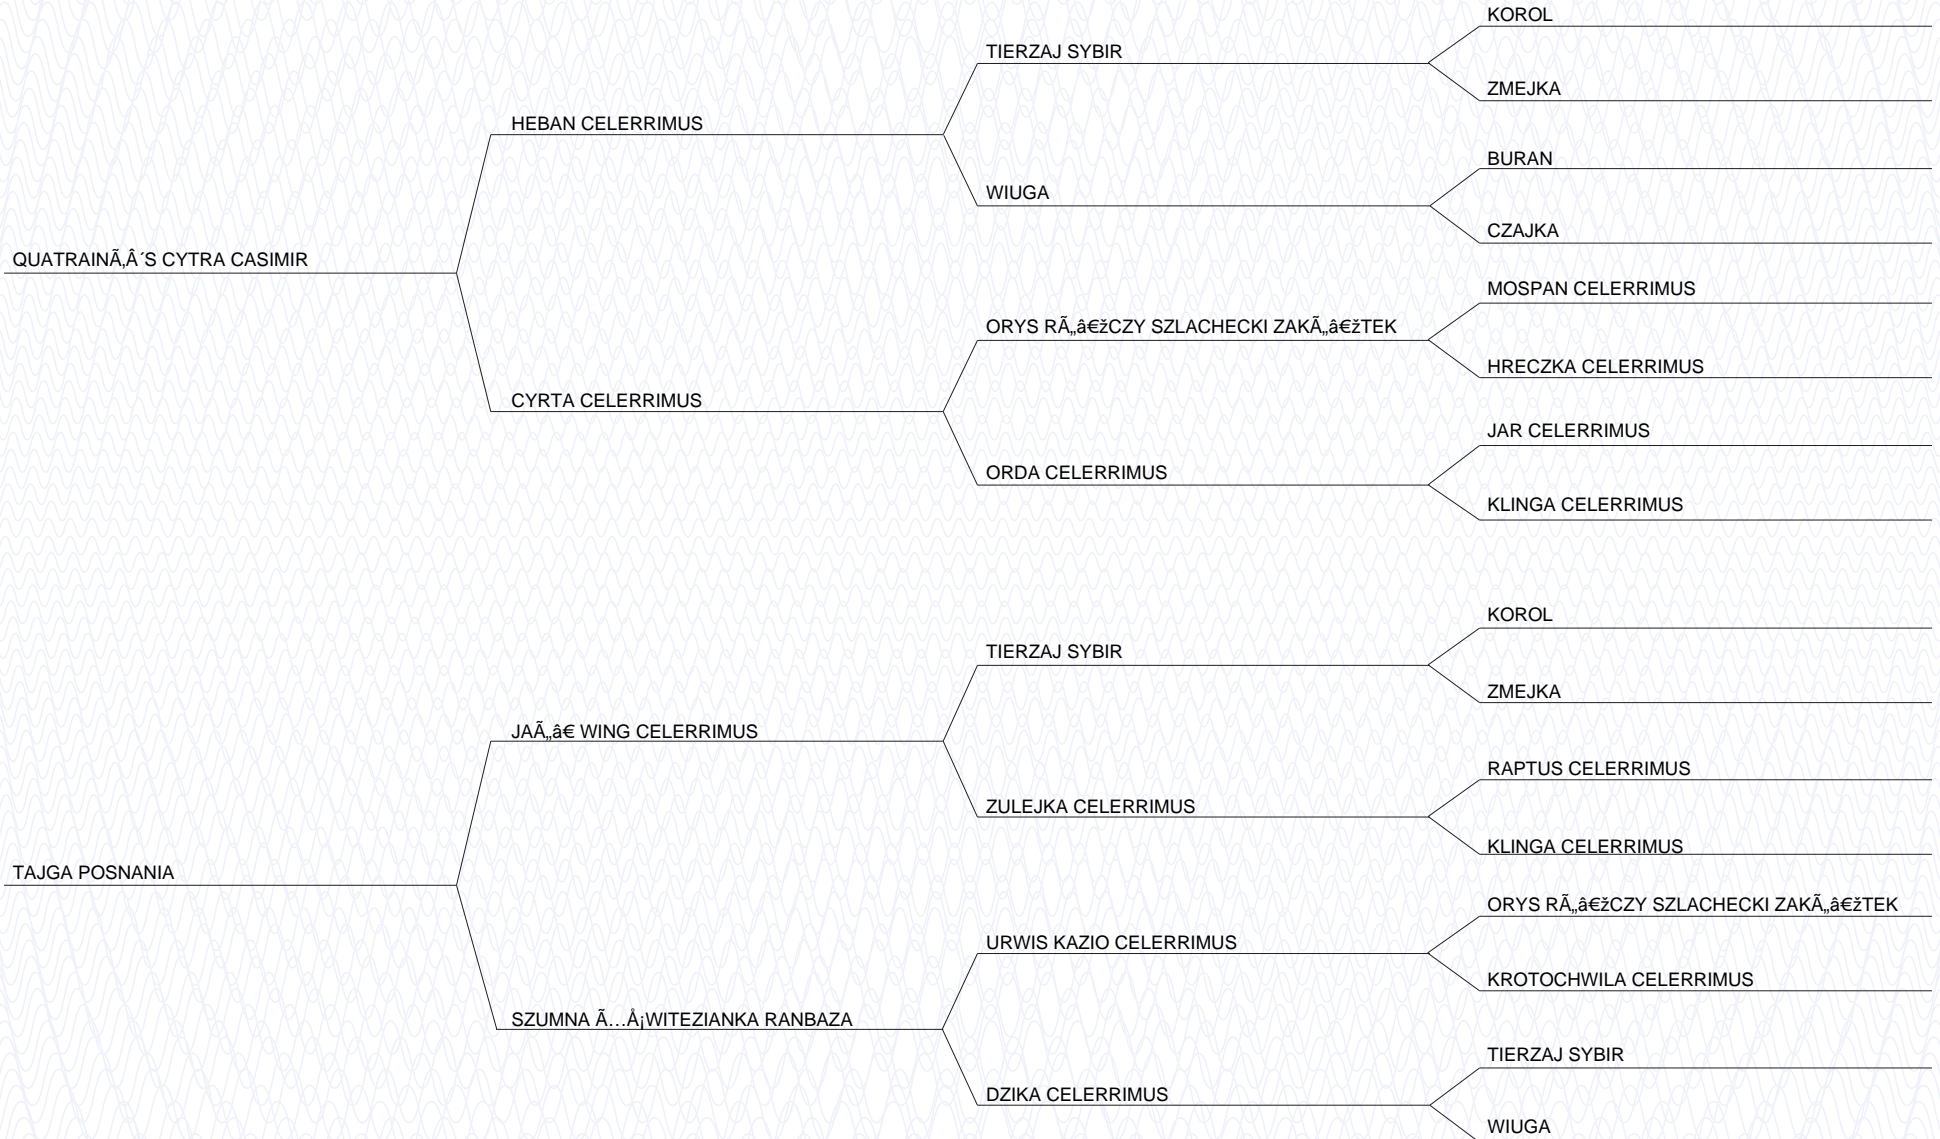 KOROL
TIERZAJ SYBIR
ZMEJKA
HEBAN CELERRIMUS
BURAN
WIUGA
CZAJKA
QUATRAINÃ‚Â´S CYTRA CASIMIR
MOSPAN CELERRIMUS
ORYS RÃ„â€žCZY SZLACHECKI ZAKÃ„â€žTEK
HRECZKA CELERRIMUS
CYRTA CELERRIMUS
JAR CELERRIMUS
ORDA CELERRIMUS
KLINGA CELERRIMUS
KOROL
TIERZAJ SYBIR
ZMEJKA
JAÃ„â€ WING CELERRIMUS
RAPTUS CELERRIMUS
ZULEJKA CELERRIMUS
KLINGA CELERRIMUS
TAJGA POSNANIA
ORYS RÃ„â€žCZY SZLACHECKI ZAKÃ„â€žTEK
URWIS KAZIO CELERRIMUS
KROTOCHWILA CELERRIMUS
SZUMNA Ã…Å¡WITEZIANKA RANBAZA
TIERZAJ SYBIR
DZIKA CELERRIMUS
WIUGA